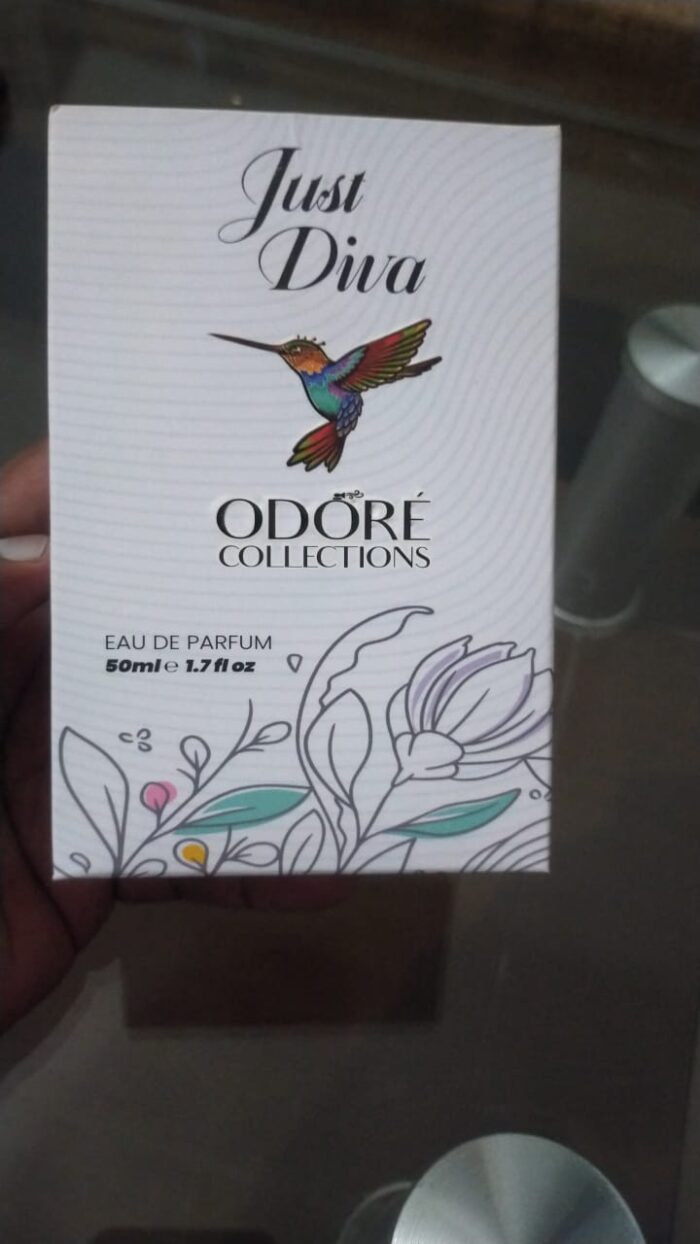 Just
Diva
ODORÉ
COLLECTIONS
EAU DE PARFUM
50ml ℮ 1.7 fl oz